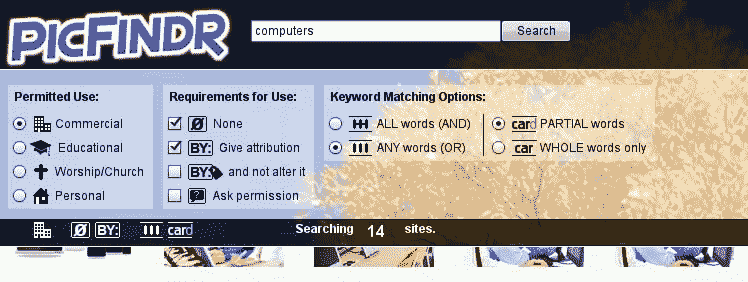 PICFINDR
computers Search
Permitted Use: Requirements for Use: Keyword Matching Options:
Commercial Ø None ALL words (AND) card PARTIAL words
Educational BY: Give attribution ANY words (OR) car WHOLE words only
Worship/Church BY: and not alter it
Personal ? Ask permission
Ø BY: card Searching 14 sites.